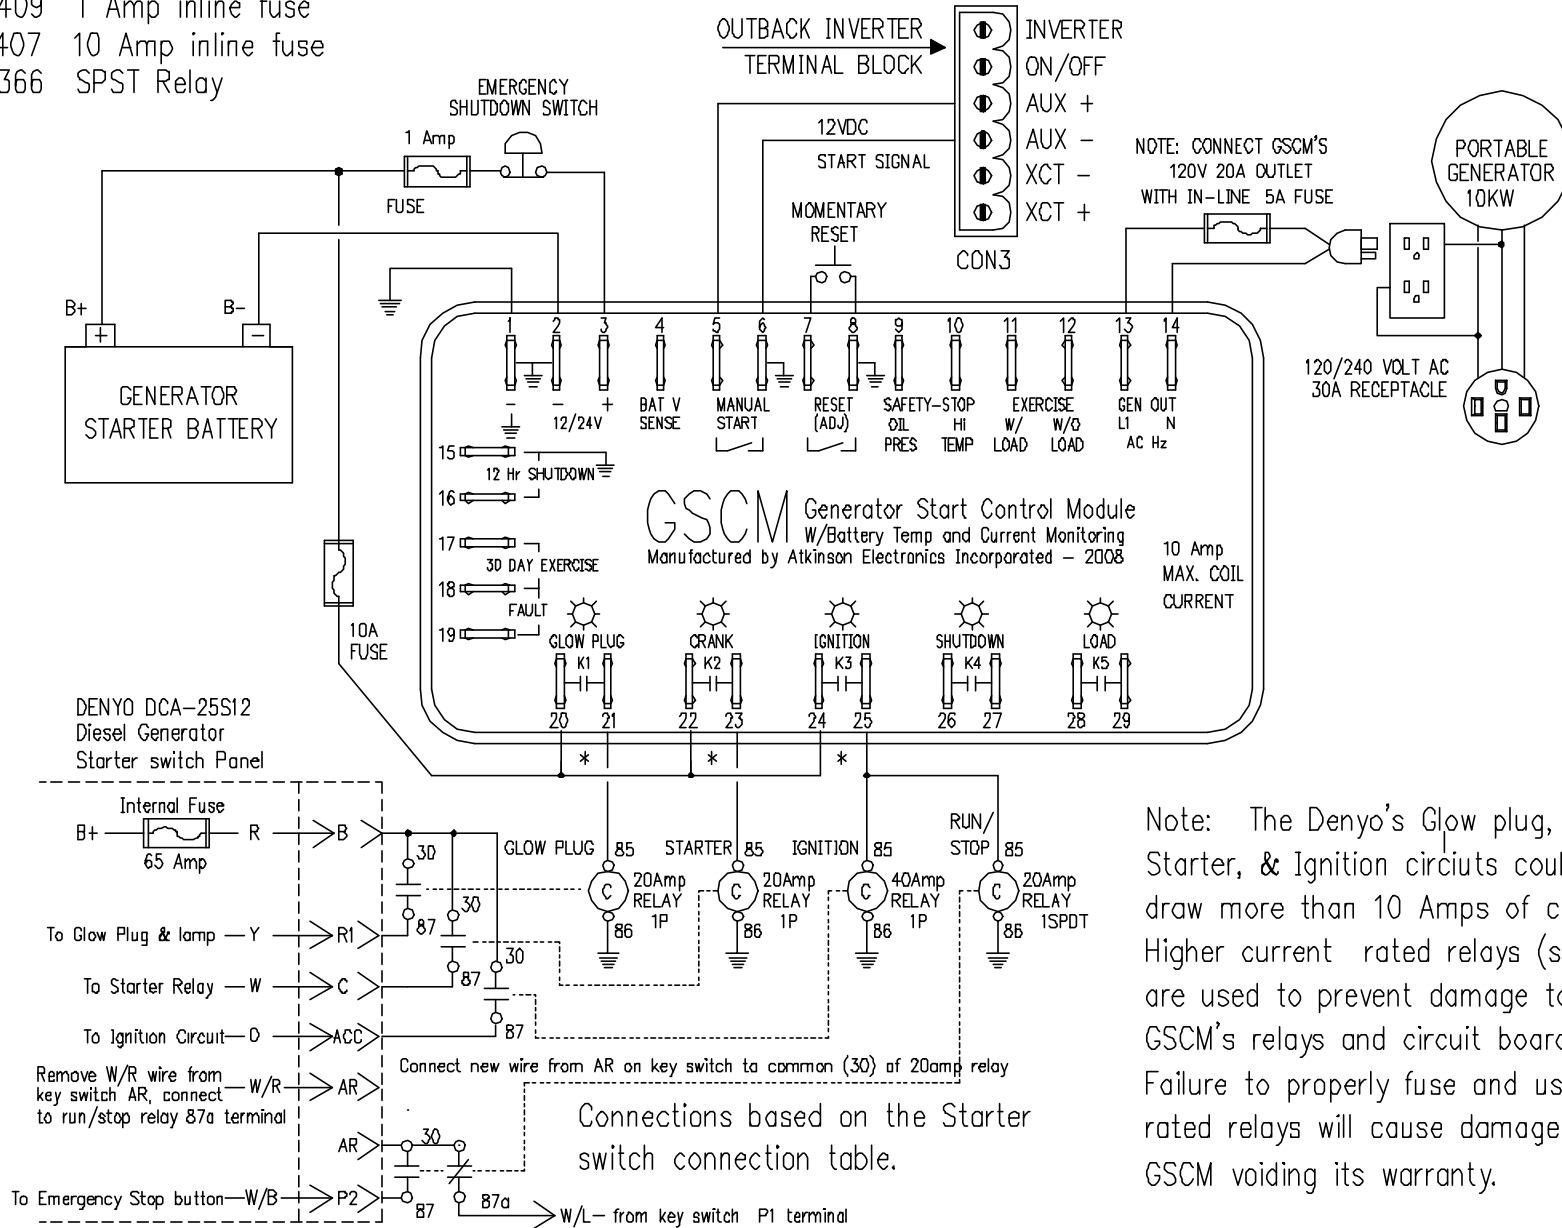 409 1 Amp inline fuse
407 10 Amp inline fuse
366 SPST Relay
OUTBACK INVERTER
TERMINAL BLOCK
INVERTER
ON/OFF
AUX +
AUX -
XCT -
XCT +
CON3
12VDC
START SIGNAL
EMERGENCY
SHUTDOWN SWITCH
1 Amp
FUSE
MOMENTARY
RESET
NOTE: CONNECT GSCM'S
120V 20A OUTLET
WITH IN-LINE 5A FUSE
PORTABLE
GENERATOR
10KW
120/240 VOLT AC
30A RECEPTACLE
B+
B-
+
-
GENERATOR
STARTER BATTERY
1 2 3 4 5 6 7 8 9 10 11 12 13 14
- - +
12/24V
BAT V
SENSE
MANUAL
START
RESET
(ADJ)
SAFETY-STOP
OIL
PRES
Hi
TEMP
EXERCISE
W/
LOAD
W/O
LOAD
GEN OUT
L1 N
AC Hz
15
12 Hr SHUTDOWN
16
17
30 DAY EXERCISE
18
FAULT
19
GSCM
Generator Start Control Module
W/Battery Temp and Current Monitoring
Manufactured by Atkinson Electronics Incorporated - 2008
10 Amp
MAX. COIL
CURRENT
GLOW PLUG
K1
CRANK
K2
IGNITION
K3
SHUTDOWN
K4
LOAD
K5
20 21 22 23 24 25 26 27 28 29
* * *
10A
FUSE
DENYO DCA-25S12
Diesel Generator
Starter switch Panel
Internal Fuse
B+
R
B
65 Amp
30
87
To Glow Plug & lamp
Y
R1
30
87
To Starter Relay
W
C
30
87
To Ignition Circuit
O
ACC
Remove W/R wire from
key switch AR, connect
to run/stop relay 87a terminal
W/R
AR
AR
30
To Emergency Stop button
W/B
P2
87
87a
W/L- from key switch P1 terminal
GLOW PLUG
85
C
20Amp
RELAY
1P
86
STARTER
85
C
20Amp
RELAY
1P
86
IGNITION
85
C
40Amp
RELAY
1P
86
RUN/
STOP
85
C
20Amp
RELAY
1SPDT
86
Connect new wire from AR on key switch ta common (30) of 20amp relay
Connections based on the Starter
switch connection table.
Note: The Denyo's Glow plug,
Starter, & Ignition circiuts coul
draw more than 10 Amps of c
Higher current rated relays (s
are used to prevent damage to
GSCM's relays and circuit board
Failure to properly fuse and us
rated relays will cause damage
GSCM voiding its warranty.